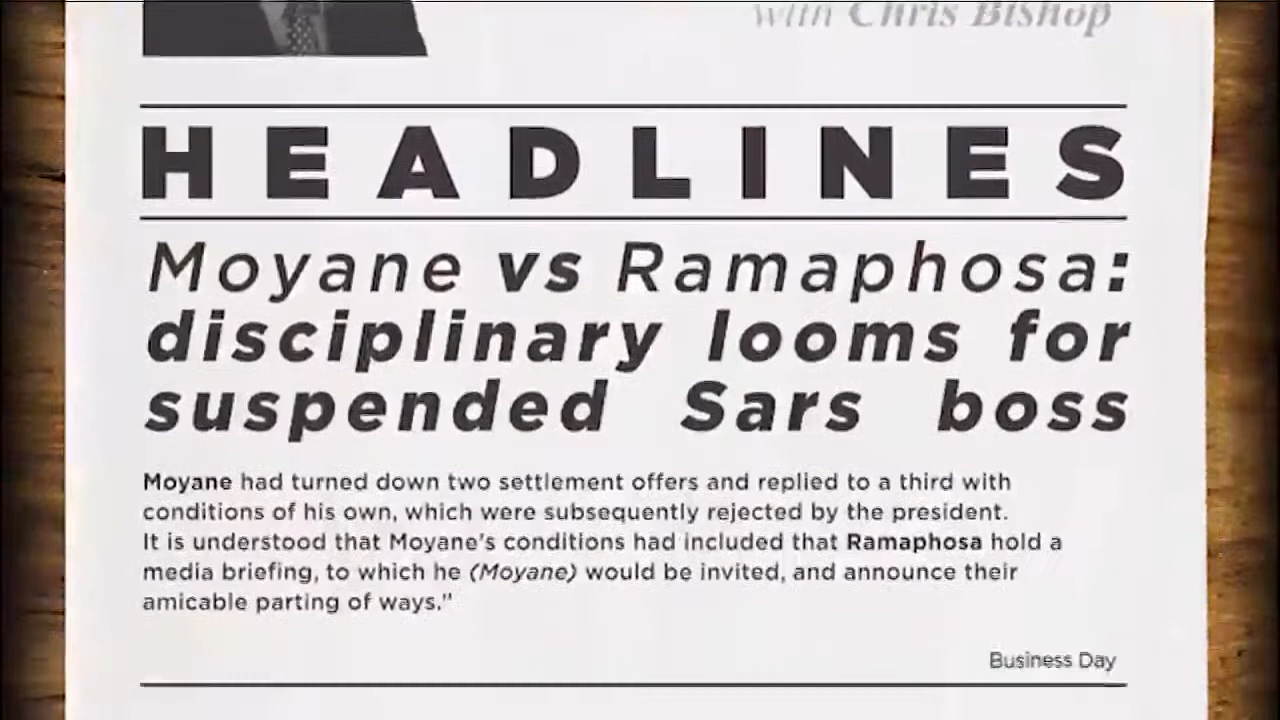 with Chris Bishop
HEADLINES
Moyane vs Ramaphosa:
disciplinary looms for
suspended Sars boss
Moyane had turned down two settlement offers and replied to a third with
conditions of his own, which were subsequently rejected by the president.
It is understood that Moyane's conditions had included that Ramaphosa hold a
media briefing, to which he (Moyane) would be invited, and announce their
amicable parting of ways."
Business Day